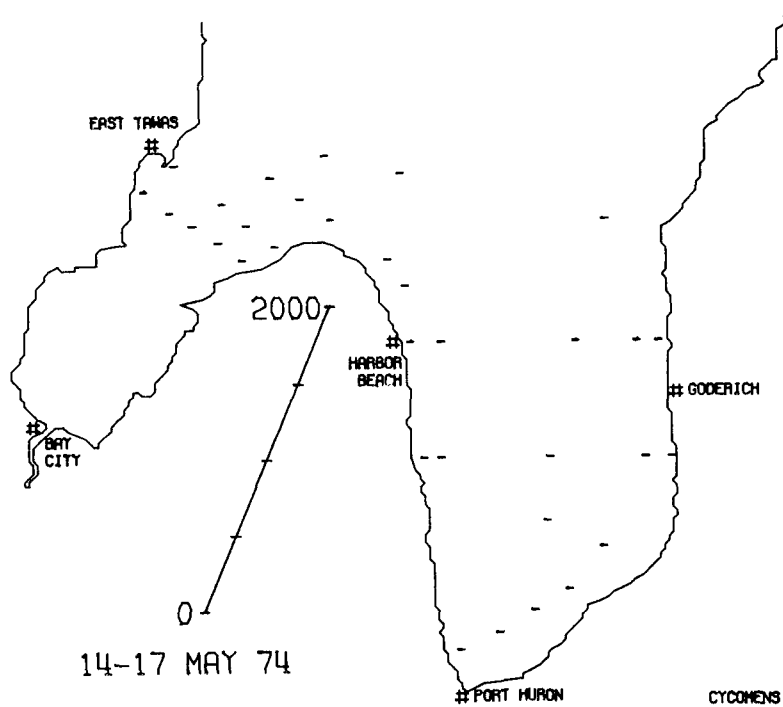 EAST TAWAS
#
2000
#
HARBOR
BEACH
# GODERICH
#
BAY
CITY
0
14-17 MAY 74
# PORT HURON
CYCOMENS